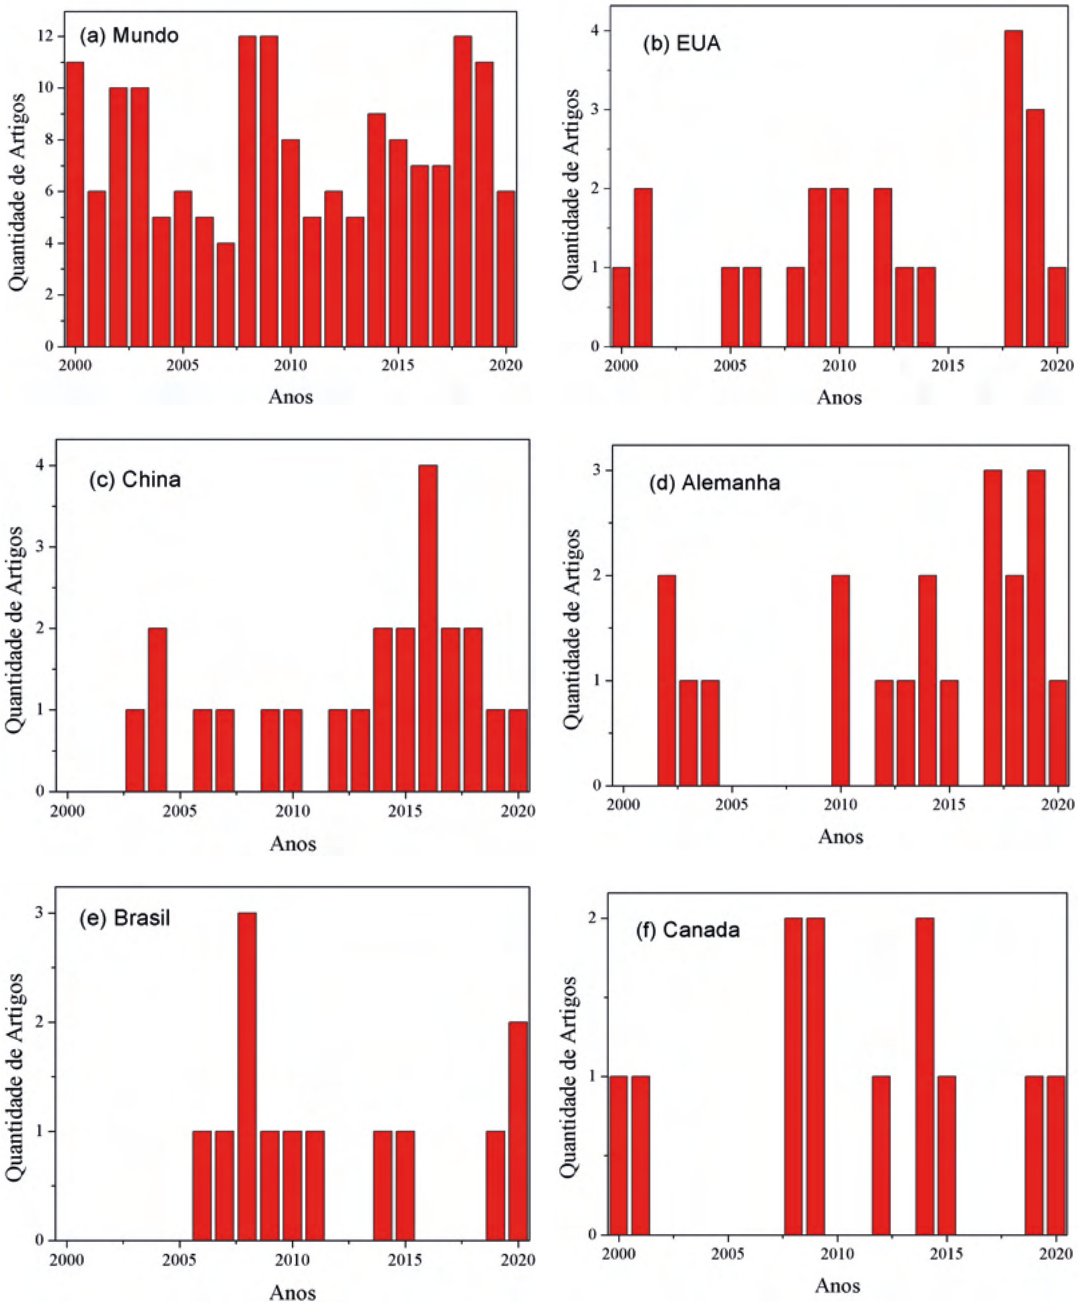 (a) Mundo
Quantidade de Artigos
12
10
8
6
4
2
0
2000 2005 2010 2015 2020
Anos
(b) EUA
Quantidade de Artigos
4
3
2
1
0
2000 2005 2010 2015 2020
Anos
(c) China
Quantidade de Artigos
4
3
2
1
0
2000 2005 2010 2015 2020
Anos
(d) Alemanha
Quantidade de Artigos
3
2
1
0
2000 2005 2010 2015 2020
Anos
(e) Brasil
Quantidade de Artigos
3
2
1
0
2000 2005 2010 2015 2020
Anos
(f) Canada
Quantidade de Artigos
2
1
0
2000 2005 2010 2015 2020
Anos